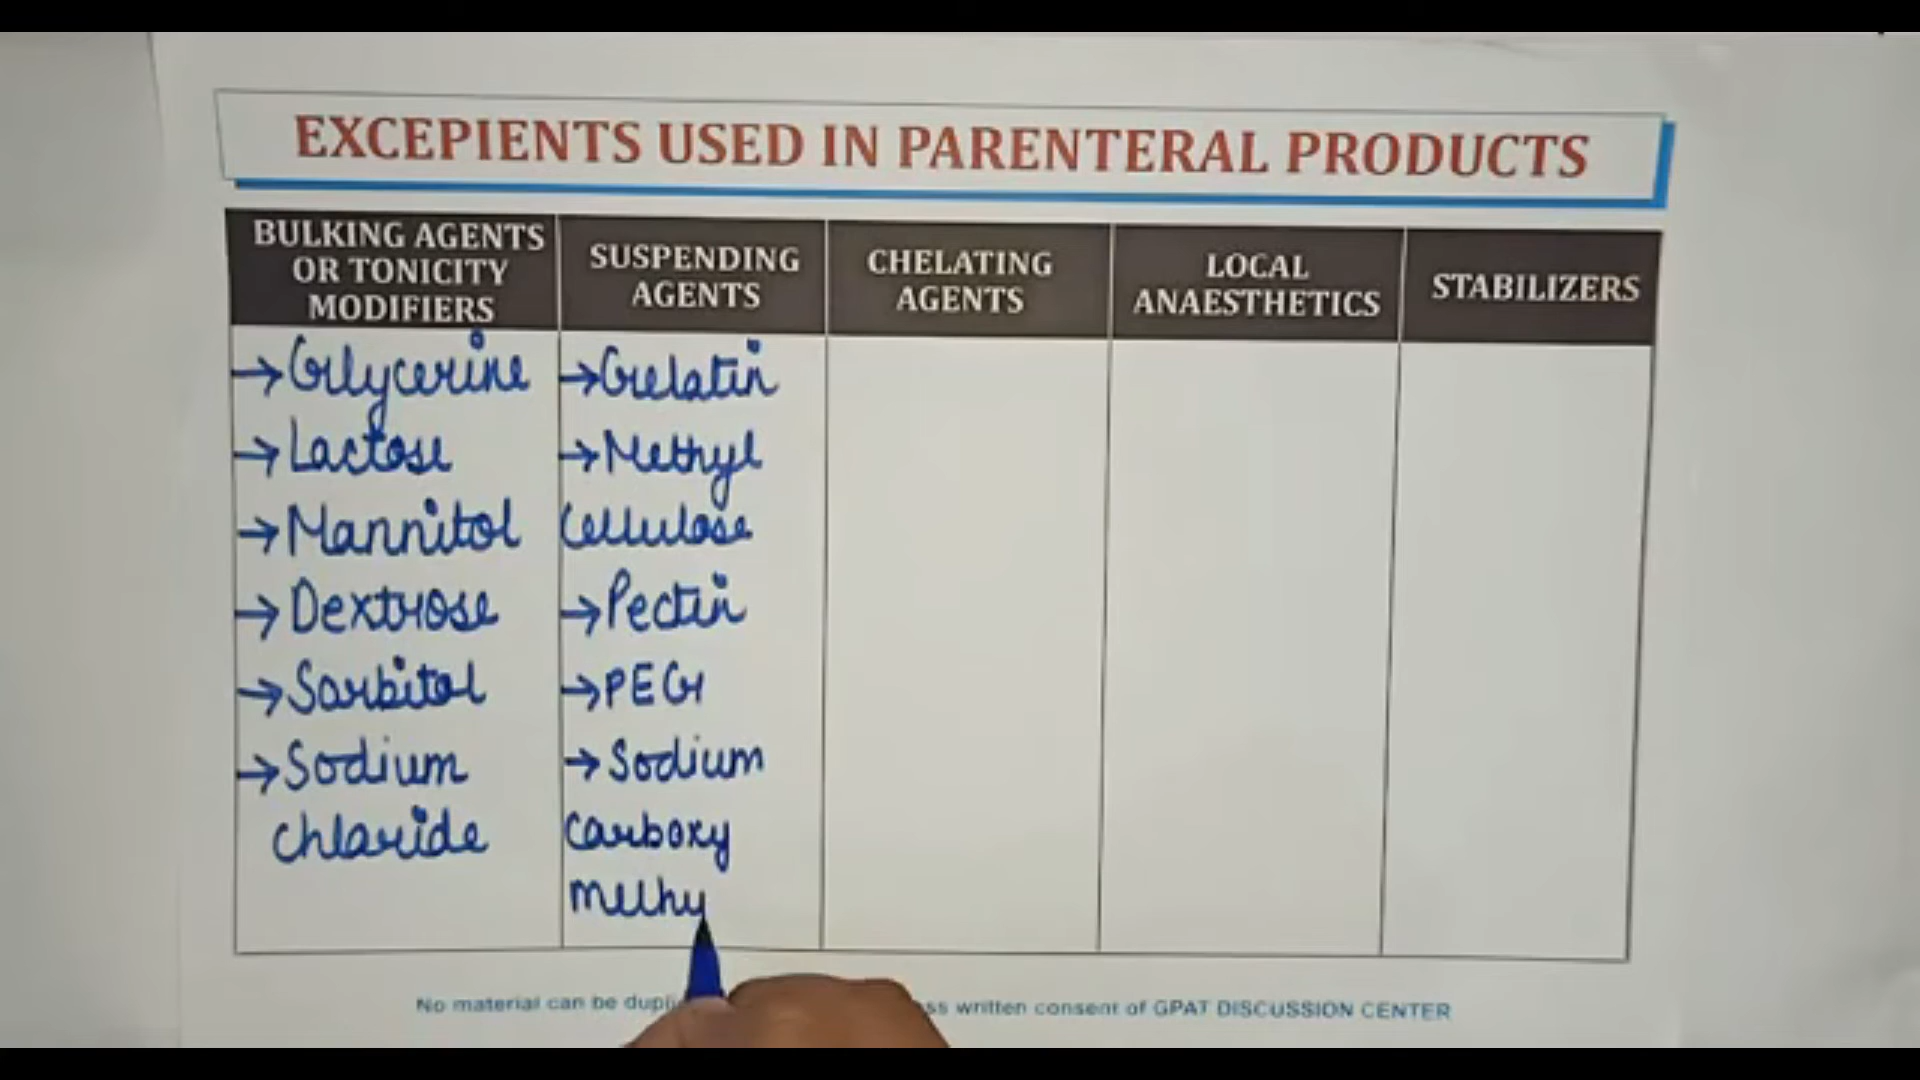 EXCEPIENTS USED IN PARENTERAL PRODUCTS
BULKING AGENTS
OR TONICITY
MODIFIERS
SUSPENDING
AGENTS
CHELATING
AGENTS
LOCAL
ANAESTHETICS
STABILIZERS
→Glycerine
→Lactose
→Mannitol
→Dextrose
→Sorbitol
→Sodium
chloride
→Gelatin
→Methyl
cellulose
→Pectin
→PEG
→Sodium
carboxy
methy
No material can be ss written consent of GPAT DISCUSSION CENTER